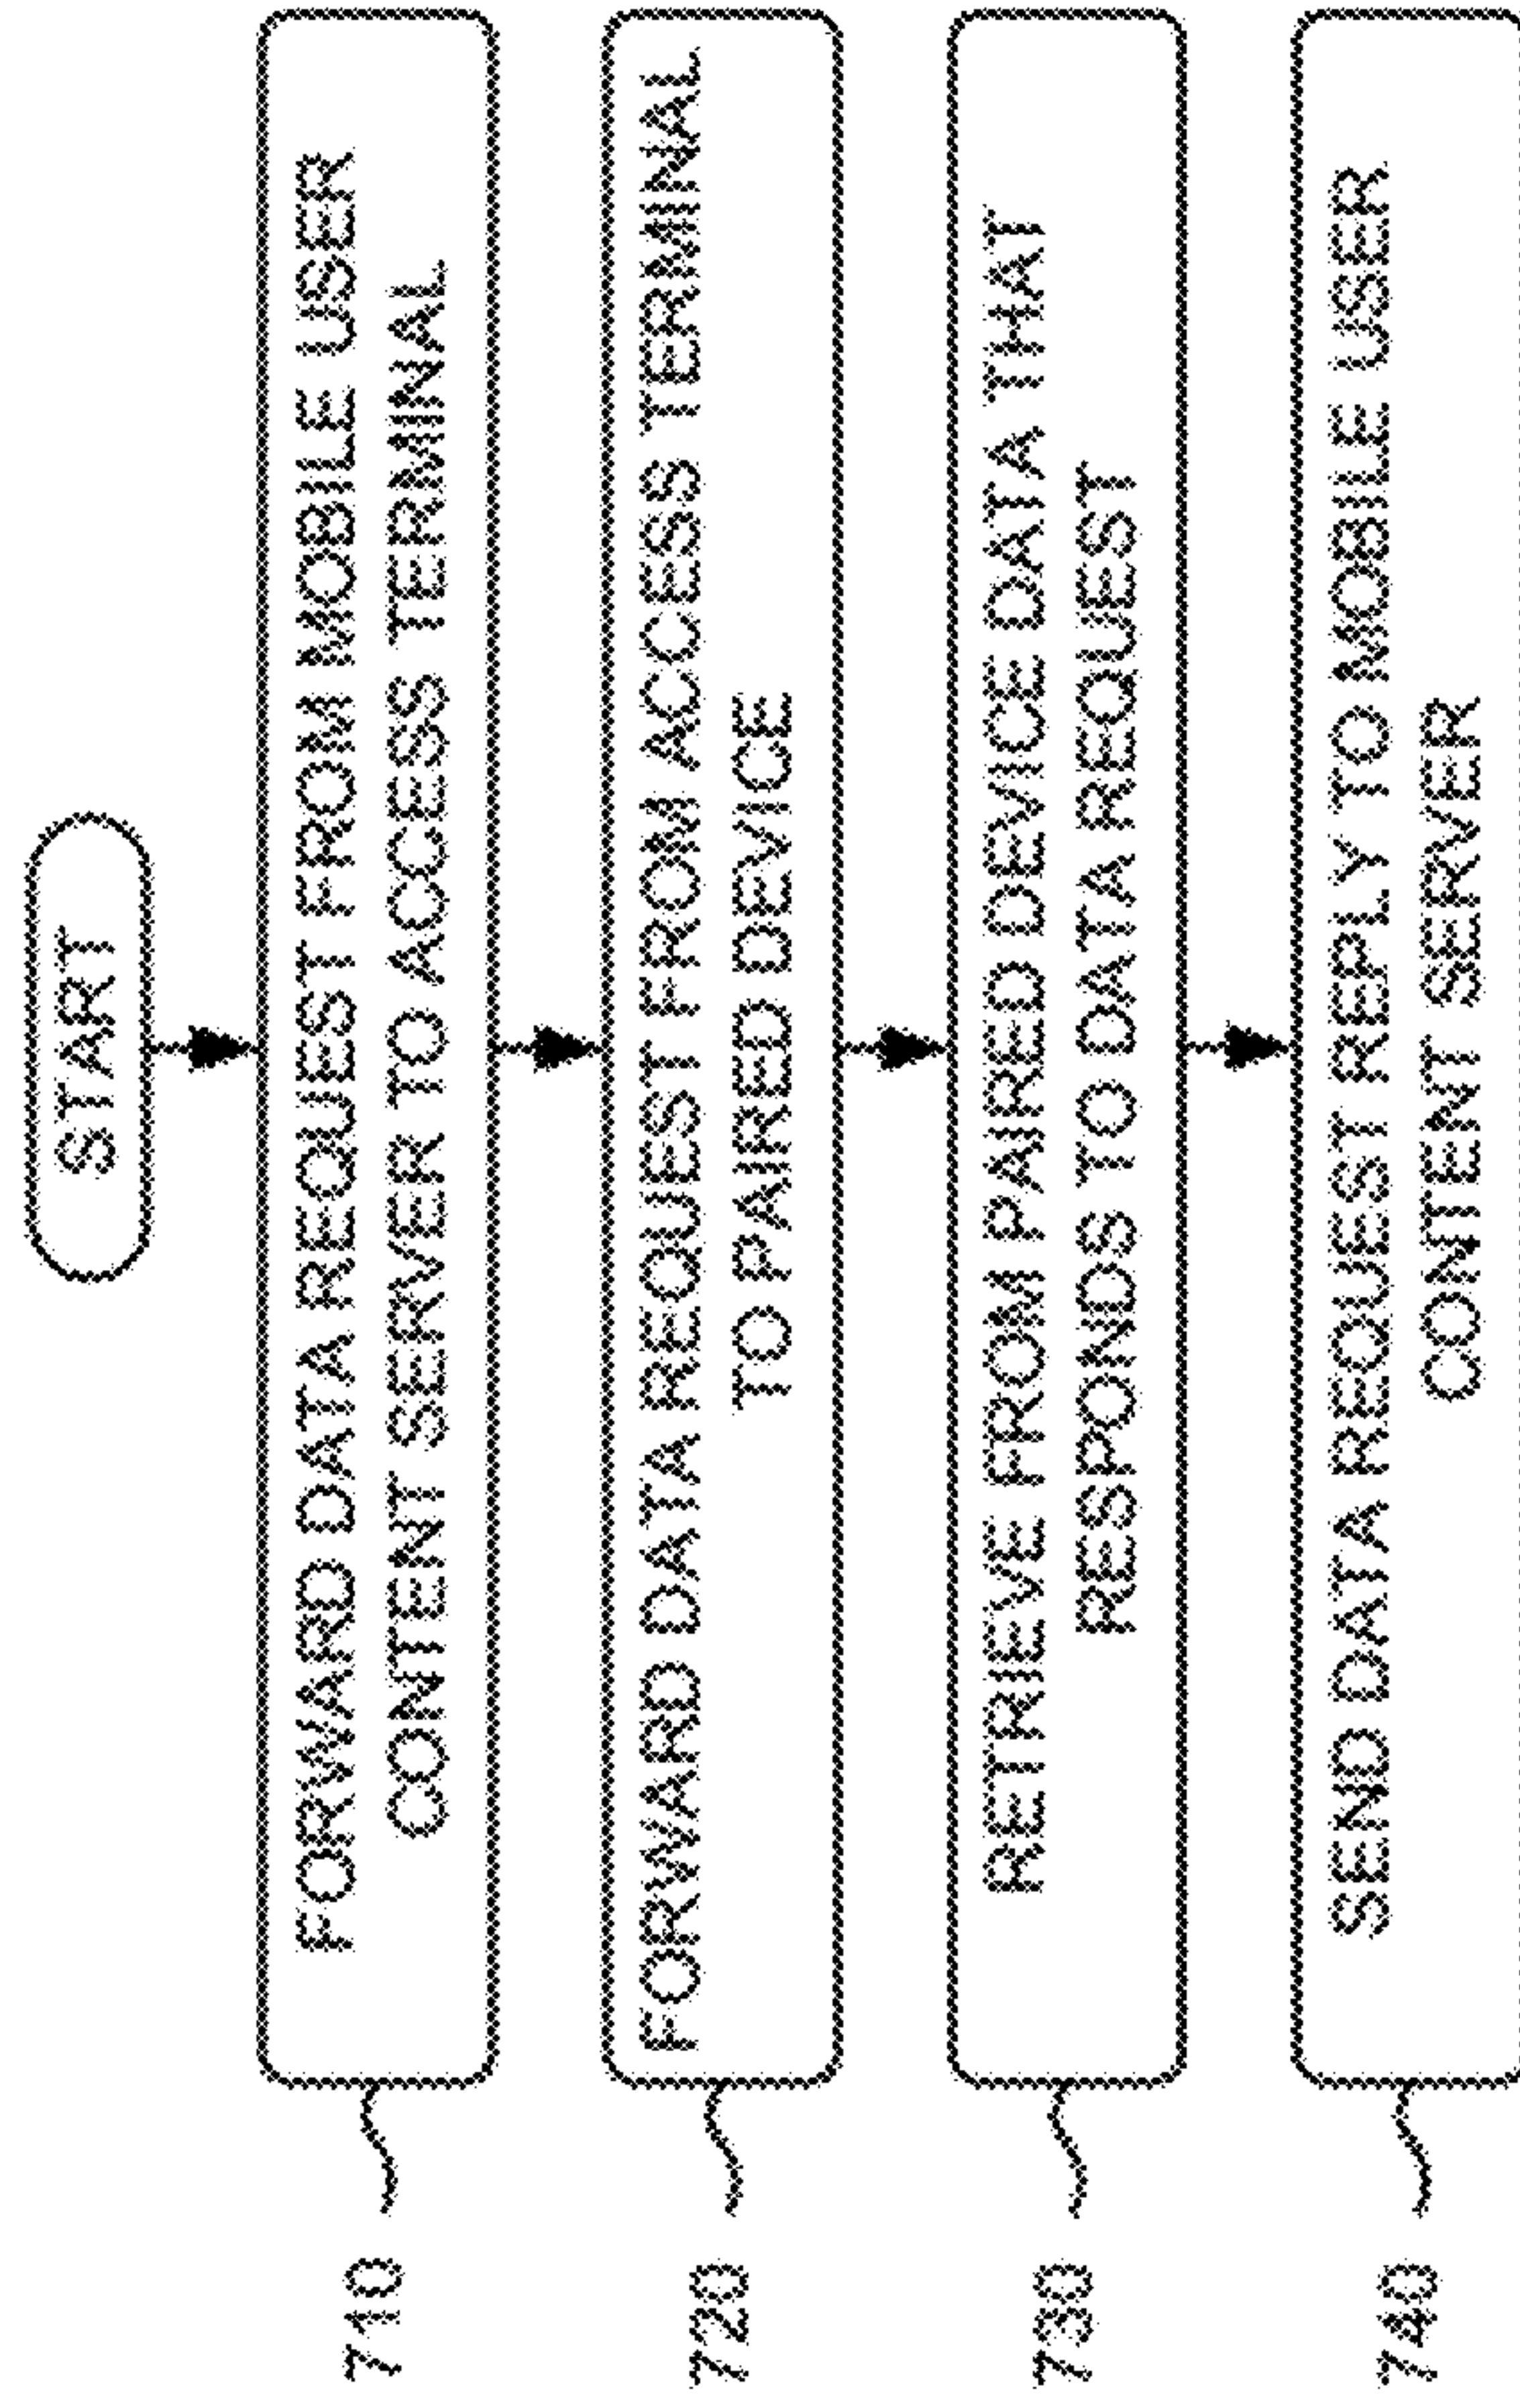 START
710
FORWARD DATA REQUEST FROM MOBILE USER
CONTENT SERVER TO ACCESS TERMINAL
720
FORWARD DATA REQUEST FROM ACCESS TERMINAL
TO PAIRED DEVICE
730
RETRIEVE FROM PAIRED DEVICE DATA THAT
RESPONDS TO DATA REQUEST
740
SEND DATA REQUEST REPLY TO MOBILE USER
CONTENT SERVER